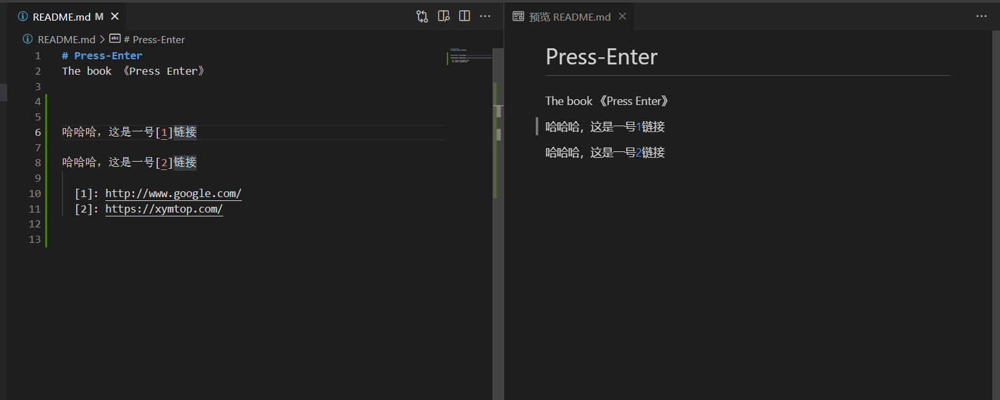 README.md M
README.md > # Press-Enter
1 # Press-Enter
2 The book 《Press Enter》
3
4
5
6 哈哈哈，这是一号[1]链接
7
8 哈哈哈，这是一号[2]链接
9
10 [1]: http://www.google.com/
11 [2]: https://xymtop.com/
12
13
预览 README.md
Press-Enter
The book 《Press Enter》
哈哈哈，这是一号1链接
哈哈哈，这是一号2链接